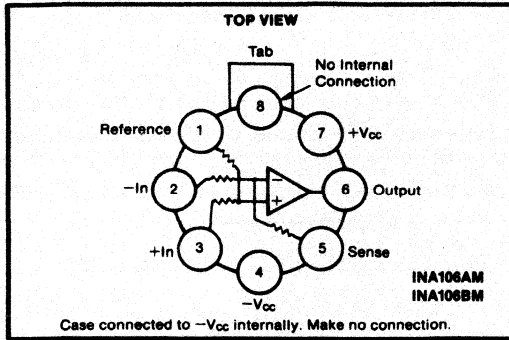 TOP VIEW
Tab
No Internal
Connection
8
Reference
1
7
+Vcc
−In
2
−
+
6
Output
+In
3
5
Sense
4
−Vcc
INA106AM
INA106BM
Case connected to −Vcc internally. Make no connection.